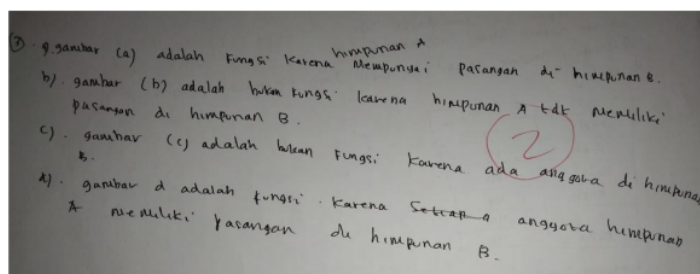 ③. a. gambar (a) adalah Fungsi Karena himpunan A Mempunyai pasangan di himpunan B.
b). gambar (b) adalah bukan Fungsi karena himpunan A tdk memiliki
pasangan di himpunan B.
c). gambar (c) adalah bukan Fungsi Karena ada anggota di himpunan
B.
d). gambar d adalah fungsi. Karena Setiap a anggota himpunan
A memiliki pasangan di himpunan B.
2